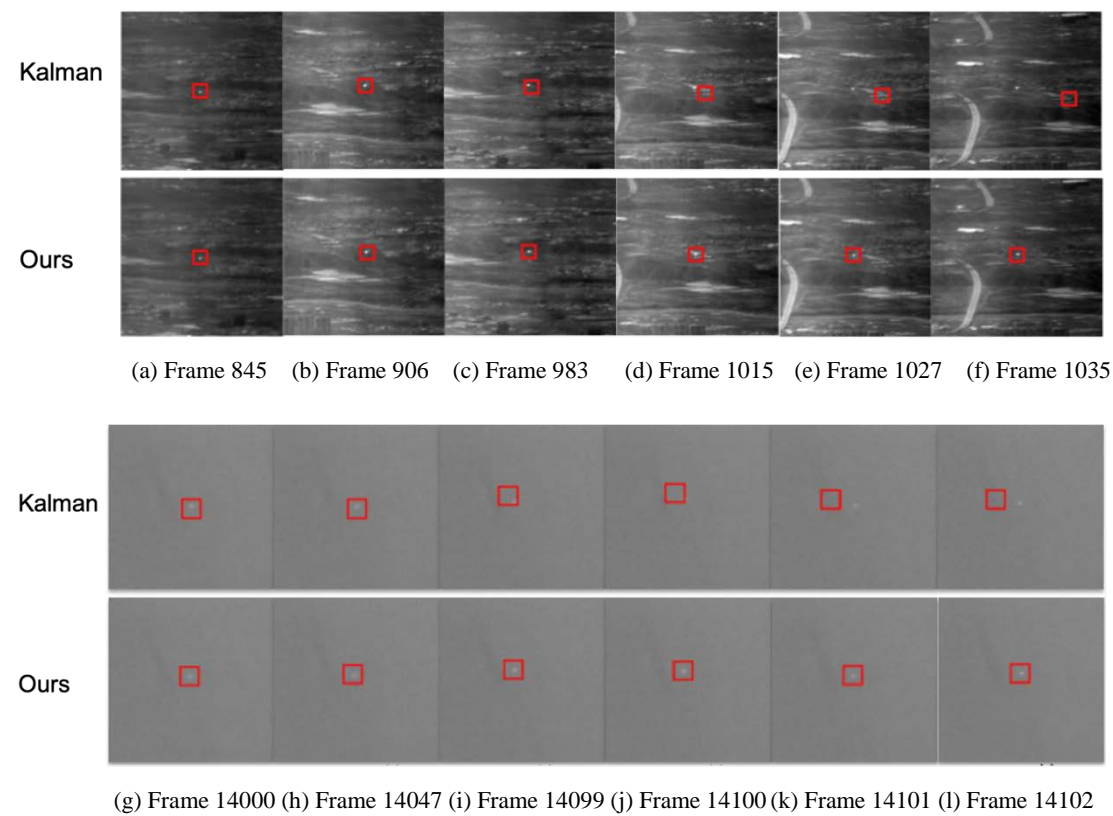 Kalman
Ours
(a) Frame 845 (b) Frame 906 (c) Frame 983 (d) Frame 1015 (e) Frame 1027 (f) Frame 1035
Kalman
Ours
(g) Frame 14000 (h) Frame 14047 (i) Frame 14099 (j) Frame 14100 (k) Frame 14101 (l) Frame 14102